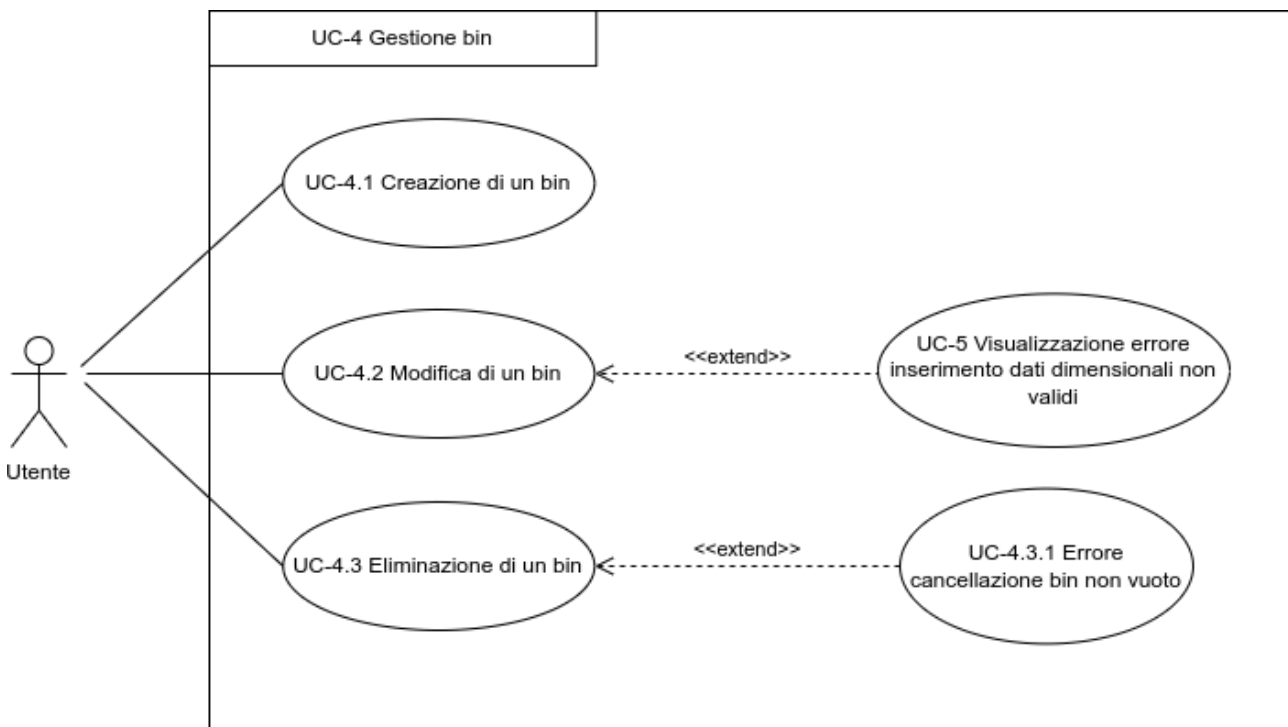 UC-4 Gestione bin
UC-4.1 Creazione di un bin
UC-4.2 Modifica di un bin
<<extend>>
UC-5 Visualizzazione errore
inserimento dati dimensionali non
validi
Utente
UC-4.3 Eliminazione di un bin
<<extend>>
UC-4.3.1 Errore
cancellazione bin non vuoto